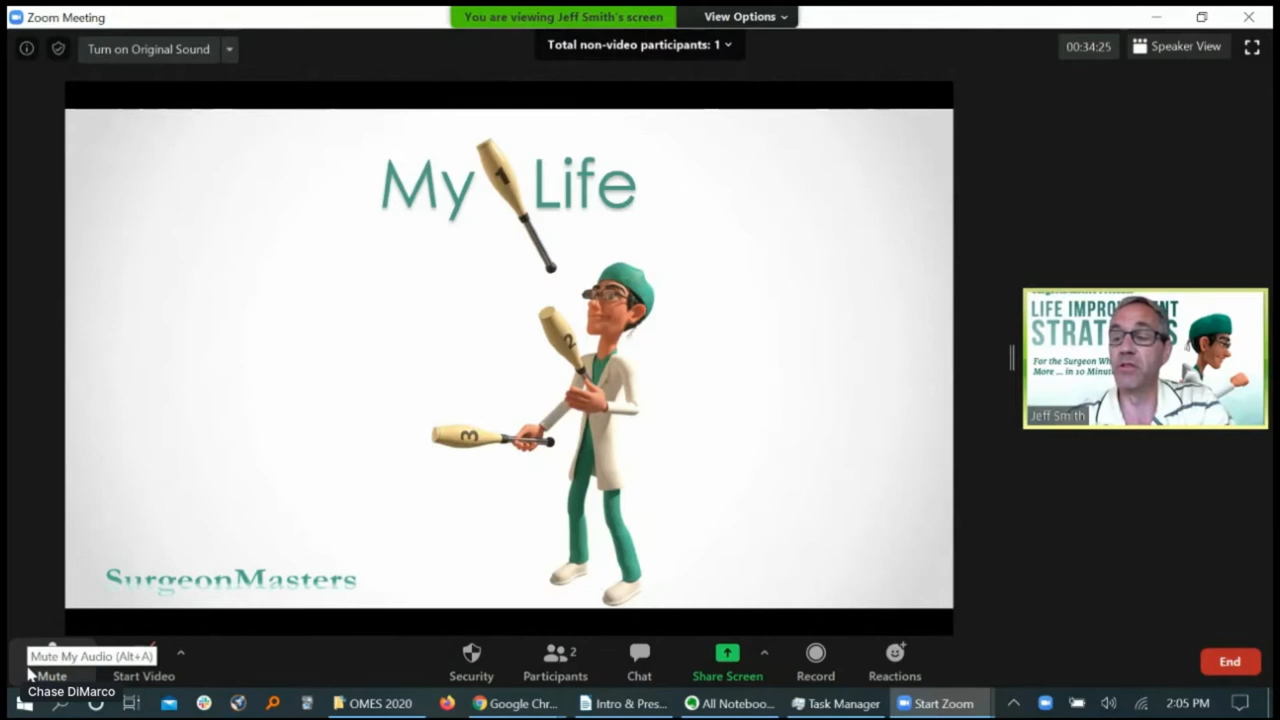 Zoom Meeting
You are viewing Jeff Smith's screen
View Options
Turn on Original Sound
Total non-video participants: 1
00:34:25
Speaker View
My Life
1
2
3
LIFE IMPRO NT
STRAT S
For the Surgeon Wh
More ... in 10 Minut
Jeff Smith
SurgeonMasters
Mute My Audio (Alt+A)
Mute
Start Video
2
Security
Participants
Chat
Share Screen
Record
Reactions
End
Chase DiMarco
OMES 2020
Google Chr...
Intro & Pres...
All Noteboo...
Task Manager
Start Zoom
2:05 PM